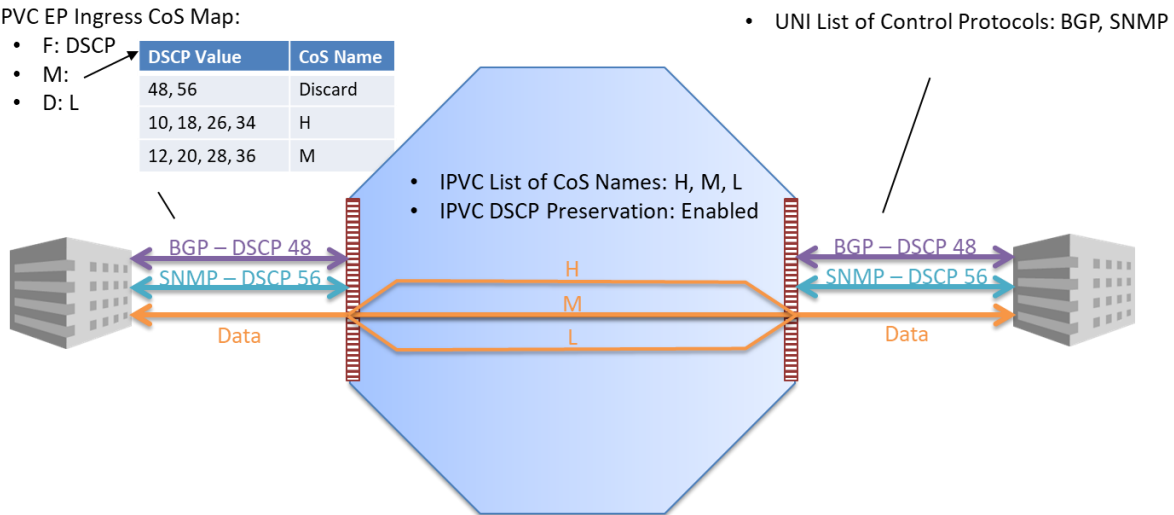 PVC EP Ingress CoS Map:
• F: DSCP
• M:
• D: L
DSCP Value CoS Name
48, 56 Discard
10, 18, 26, 34 H
12, 20, 28, 36 M
• UNI List of Control Protocols: BGP, SNMP
• IPVC List of CoS Names: H, M, L
• IPVC DSCP Preservation: Enabled
BGP – DSCP 48
SNMP – DSCP 56
Data
H
M
L
BGP – DSCP 48
SNMP – DSCP 56
Data